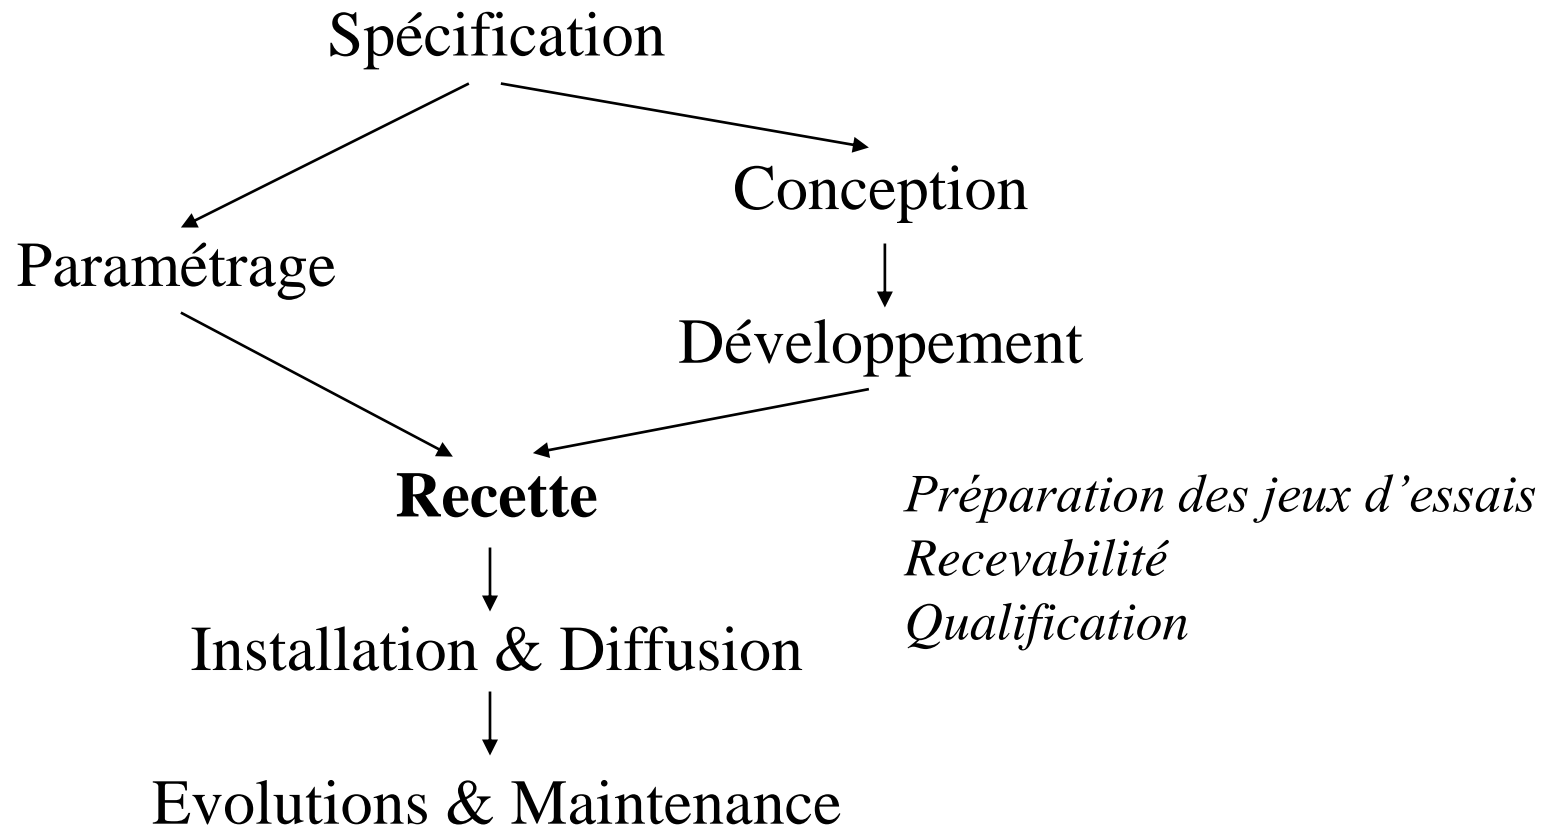 Spécification
Conception
Paramétrage
Développement
Recette
Préparation des jeux d’essais
Recevabilité
Qualification
Installation & Diffusion
Evolutions & Maintenance